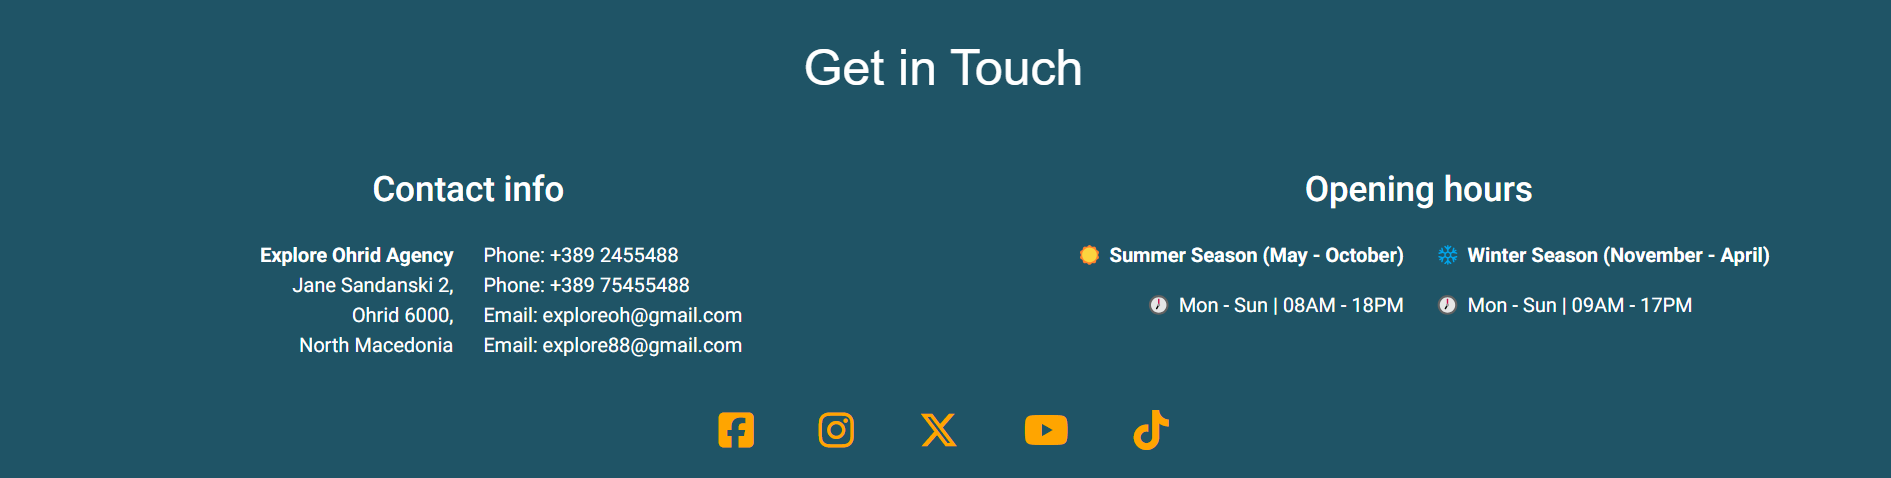 Get in Touch
Contact info
Explore Ohrid Agency
Jane Sandanski 2,
Ohrid 6000,
North Macedonia
Phone: +389 2455488
Phone: +389 75455488
Email: exploreoh@gmail.com
Email: explore88@gmail.com
Opening hours
Summer Season (May - October)
Mon - Sun | 08AM - 18PM
Winter Season (November - April)
Mon - Sun | 09AM - 17PM